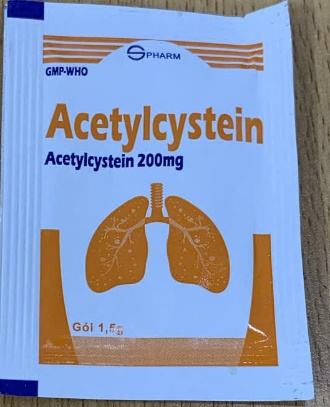 SPHARM
GMP-WHO
Acetylcystein
Acetylcystein 200mg
Gói 1,5g